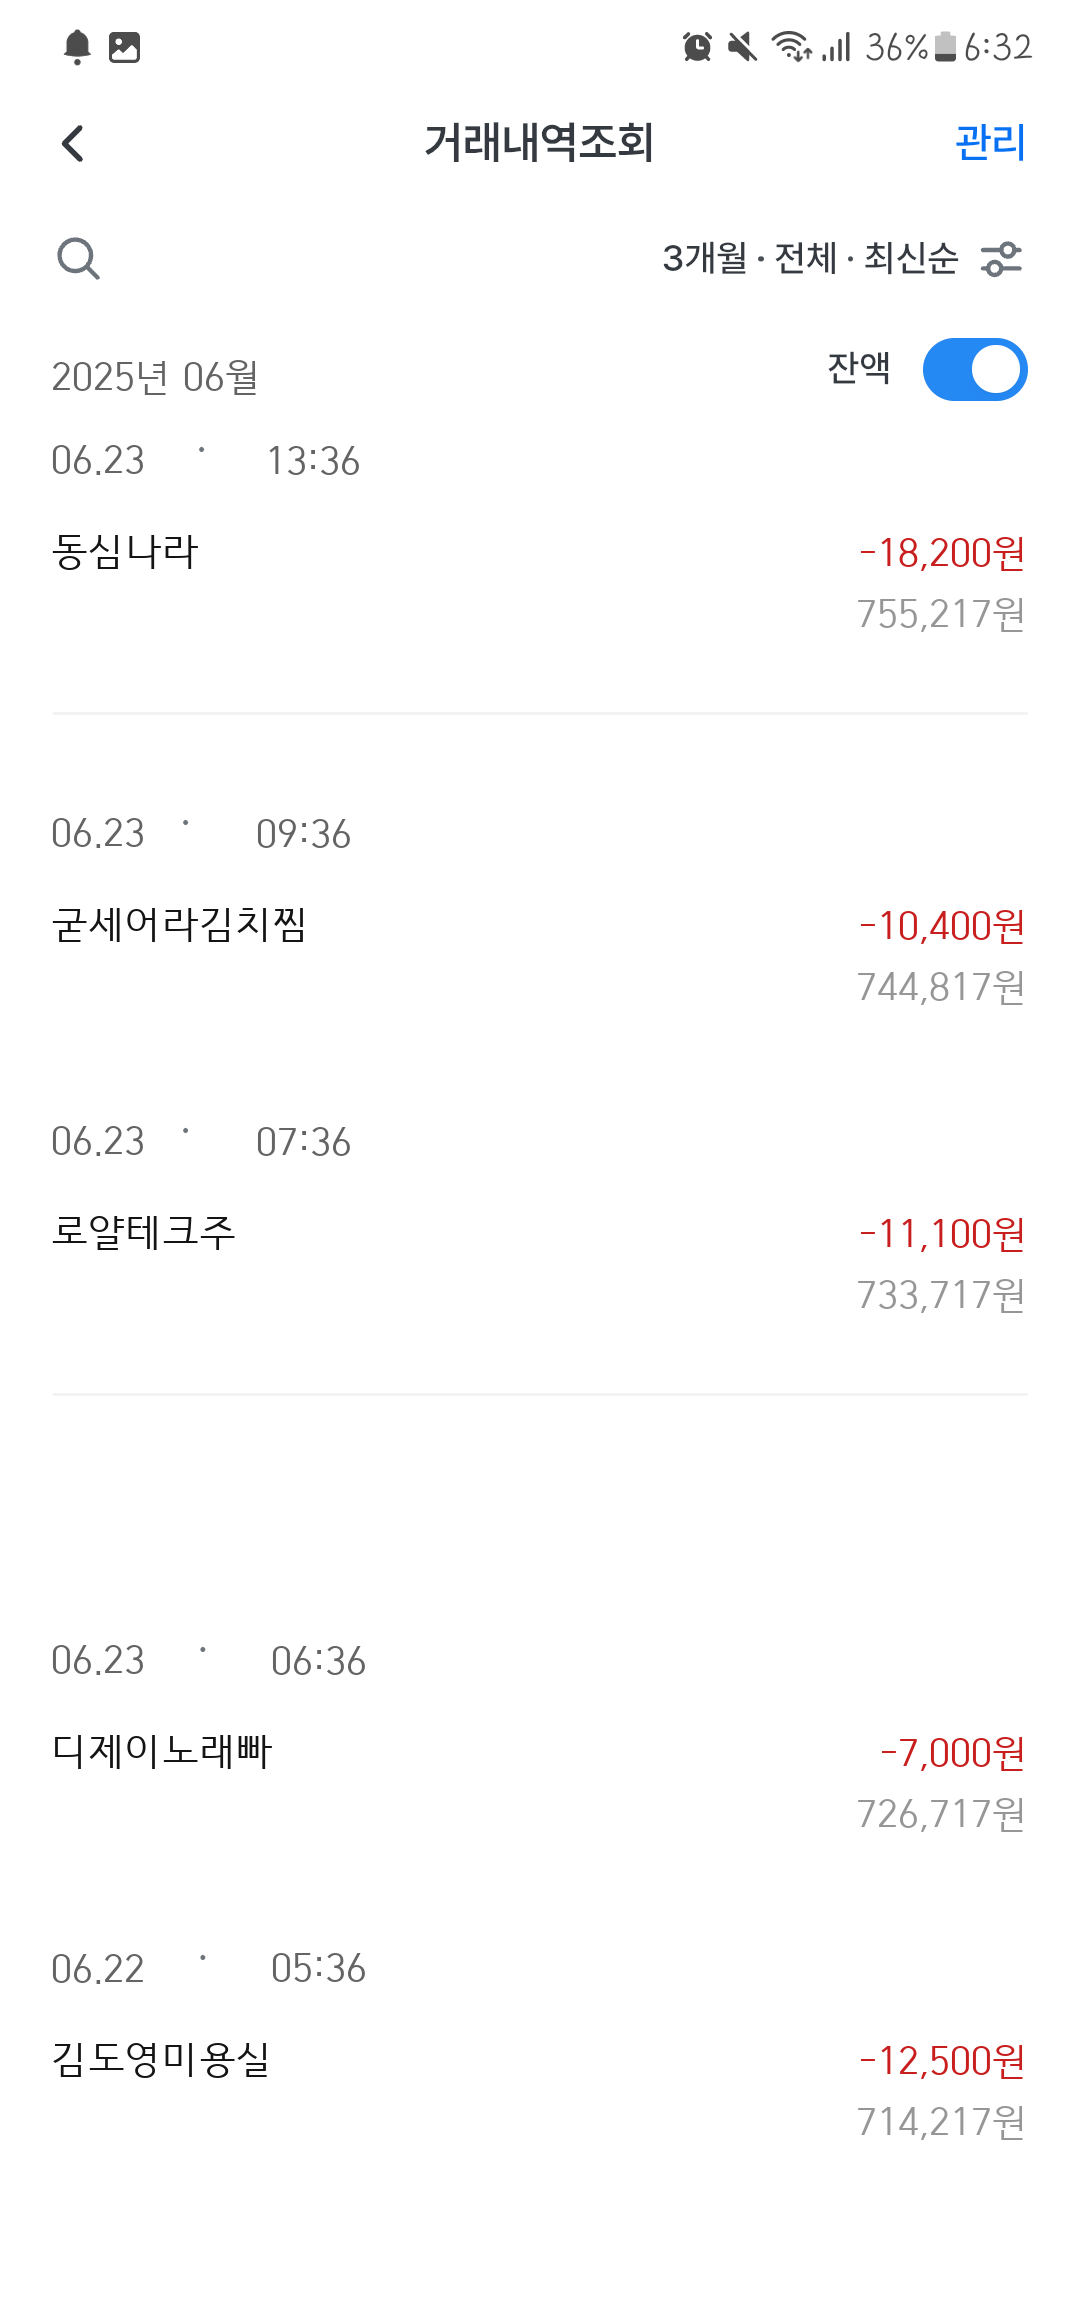 36% 6:32
거래내역조회 관리
3개월 · 전체 · 최신순
2025년 06월 잔액
06.23 · 13:36
동심나라 -18,200원
755,217원
06.23 · 09:36
굳세어라김치찜 -10,400원
744,817원
06.23 · 07:36
로얄테크주 -11,100원
733,717원
06.23 · 06:36
디제이노래빠 -7,000원
726,717원
06.22 · 05:36
김도영미용실 -12,500원
714,217원